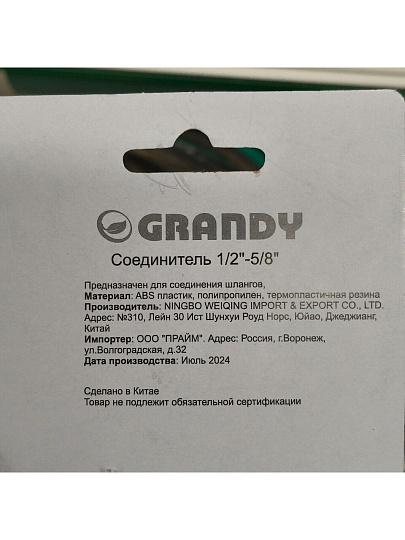 GRANDY
Соединитель 1/2"-5/8"
Предназначен для соединения шлангов,
Материал: ABS пластик, полипропилен, термопластичная резина
Производитель: NINGBO WEIQING IMPORT & EXPORT CO., LTD.
Адрес: №310, Лейн 30 Ист Шунхуи Роуд Норс, Юйао, Джеджианг,
Китай
Импортер: ООО "ПРАЙМ". Адрес: Россия, г.Воронеж,
ул.Волгоградская, д.32
Дата производства: Июль 2024
Сделано в Китае
Товар не подлежит обязательной сертификации